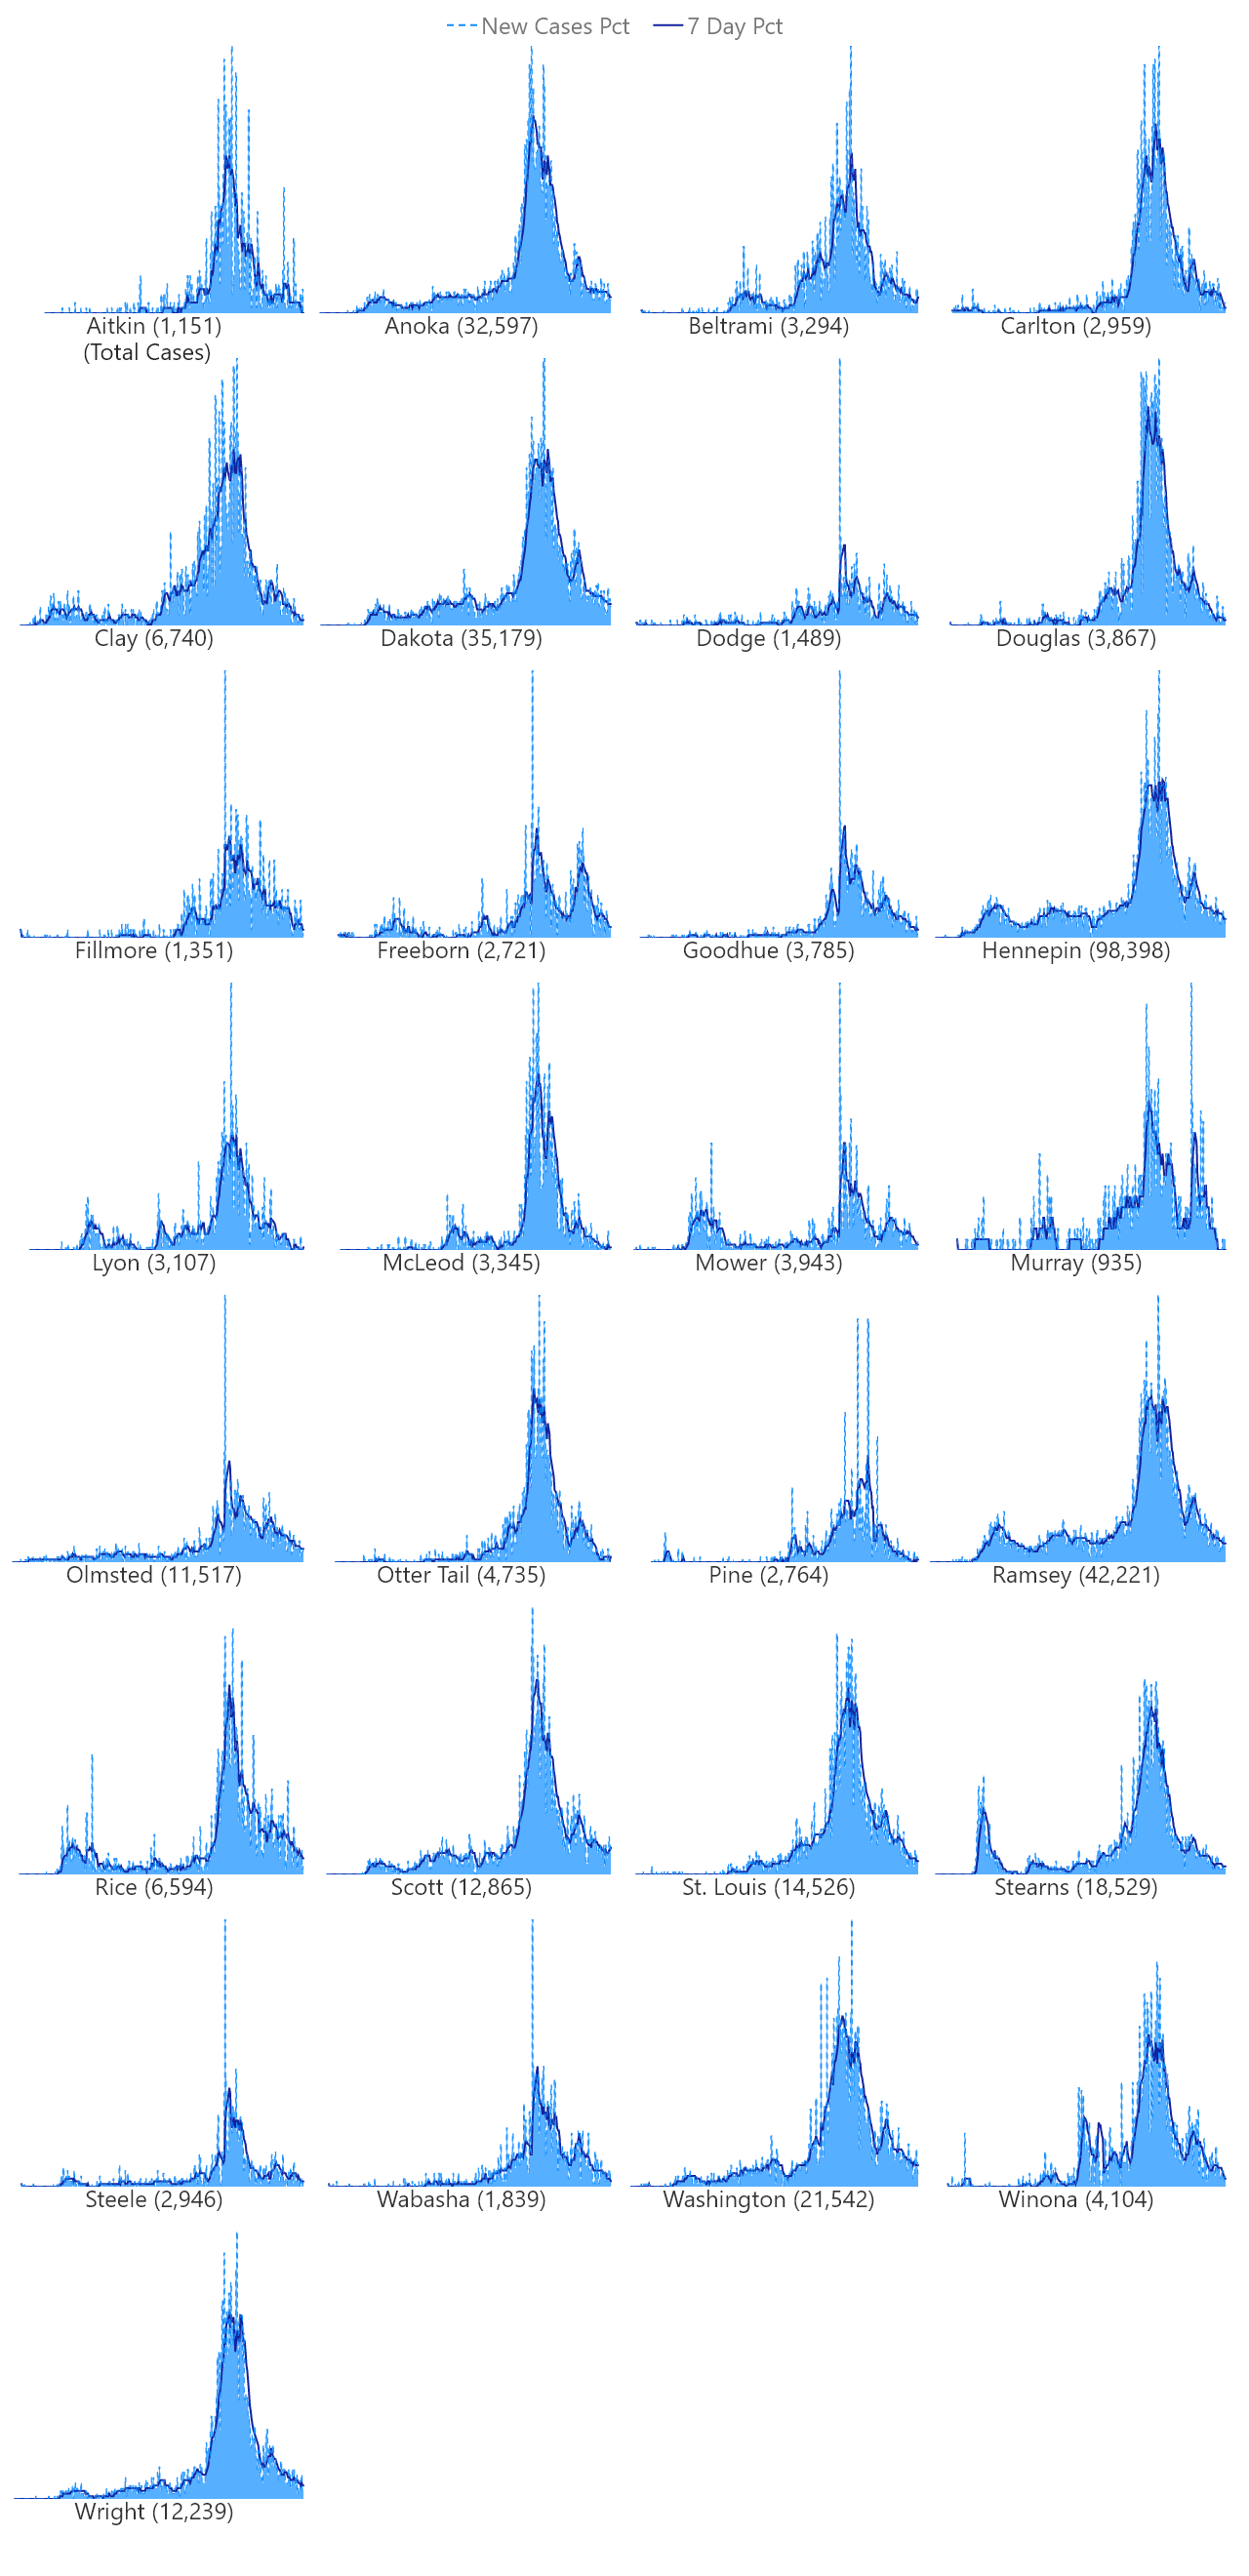 New Cases Pct 7 Day Pct
Aitkin (1,151) Anoka (32,597) Beltrami (3,294) Carlton (2,959)
(Total Cases)
Clay (6,740) Dakota (35,179) Dodge (1,489) Douglas (3,867)
Fillmore (1,351) Freeborn (2,721) Goodhue (3,785) Hennepin (98,398)
Lyon (3,107) McLeod (3,345) Mower (3,943) Murray (935)
Olmsted (11,517) Otter Tail (4,735) Pine (2,764) Ramsey (42,221)
Rice (6,594) Scott (12,865) St. Louis (14,526) Stearns (18,529)
Steele (2,946) Wabasha (1,839) Washington (21,542) Winona (4,104)
Wright (12,239)